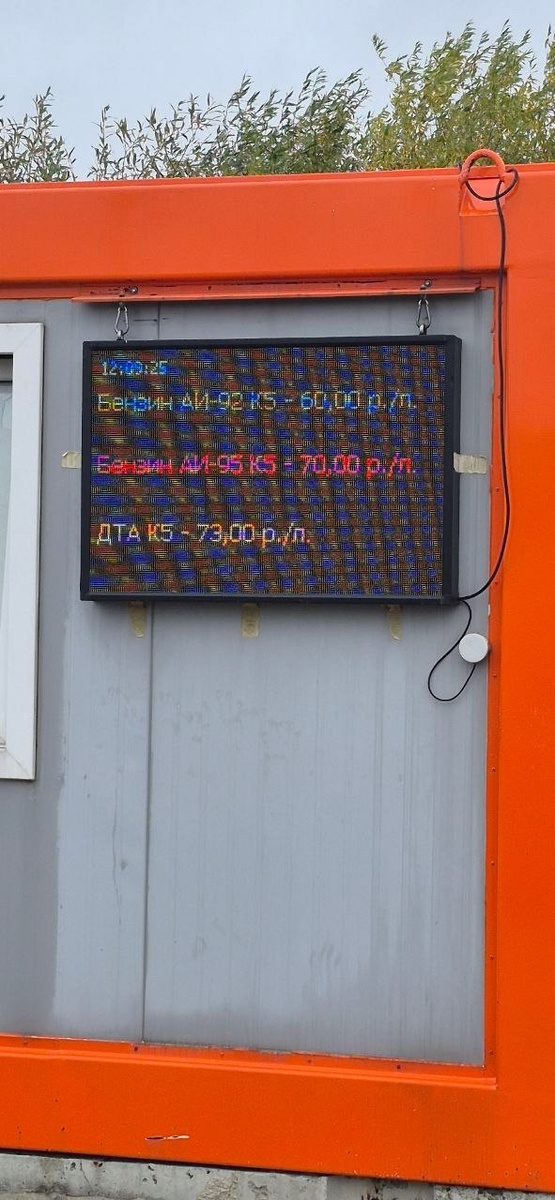 12:09:25
Бензин АИ-92 К5 - 60,00 р./л.
Бензин АИ-95 К5 - 70,00 р./л.
ДТА К5 - 73,00 р./л.